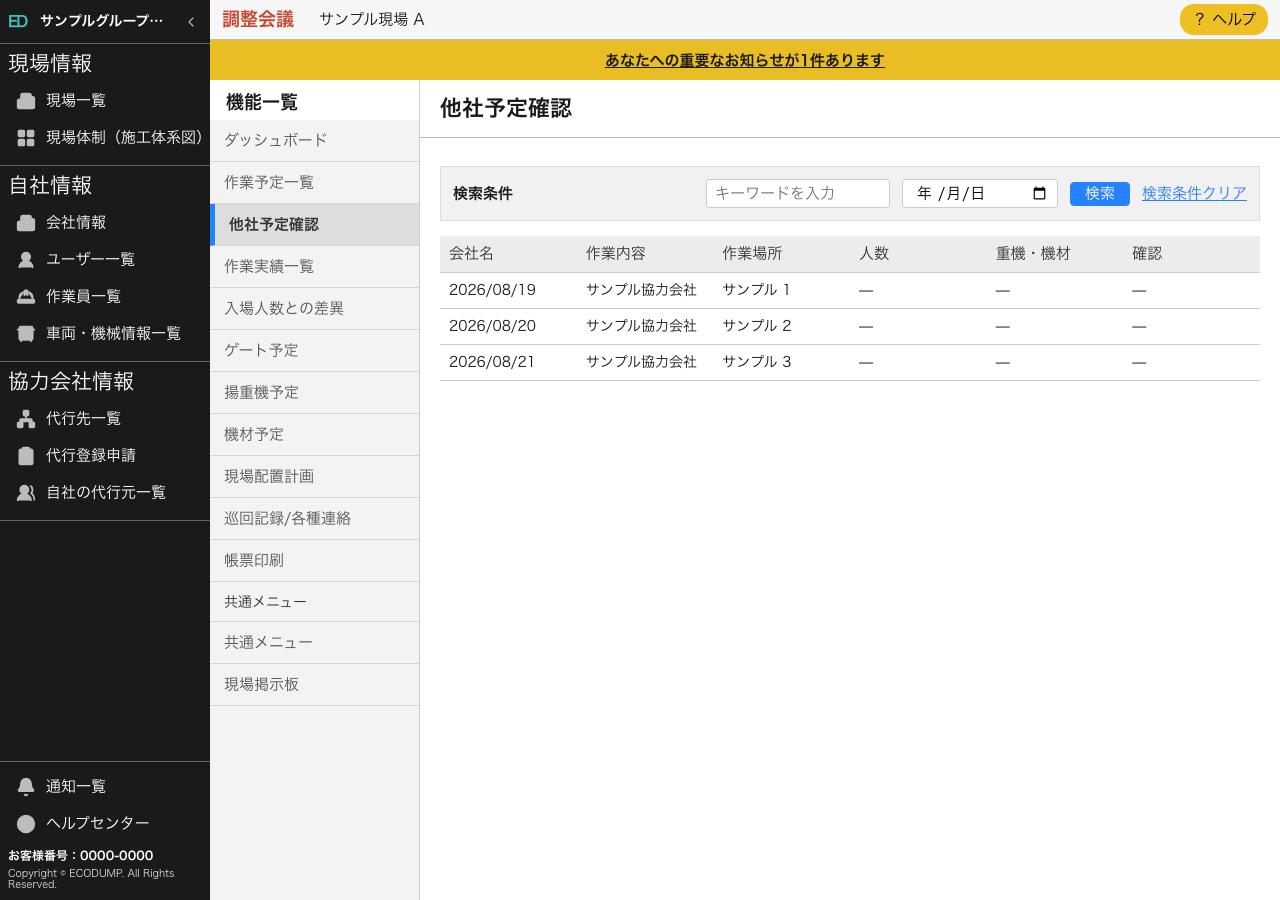 ED サンプルグループ…
調整会議 サンプル現場 A
? ヘルプ
あなたへの重要なお知らせが1件あります
現場情報
現場一覧
現場体制（施工体系図）
自社情報
会社情報
ユーザー一覧
作業員一覧
車両・機械情報一覧
協力会社情報
代行先一覧
代行登録申請
自社の代行元一覧
通知一覧
ヘルプセンター
お客様番号：0000-0000
Copyright © ECODUMP. All Rights
Reserved.
機能一覧
ダッシュボード
作業予定一覧
他社予定確認
作業実績一覧
入場人数との差異
ゲート予定
揚重機予定
機材予定
現場配置計画
巡回記録/各種連絡
帳票印刷
共通メニュー
共通メニュー
現場掲示板
他社予定確認
検索条件 キーワードを入力 年 /月/日 検索 検索条件クリア
会社名 作業内容 作業場所 人数 重機・機材 確認
2026/08/19 サンプル協力会社 サンプル 1 — — —
2026/08/20 サンプル協力会社 サンプル 2 — — —
2026/08/21 サンプル協力会社 サンプル 3 — — —